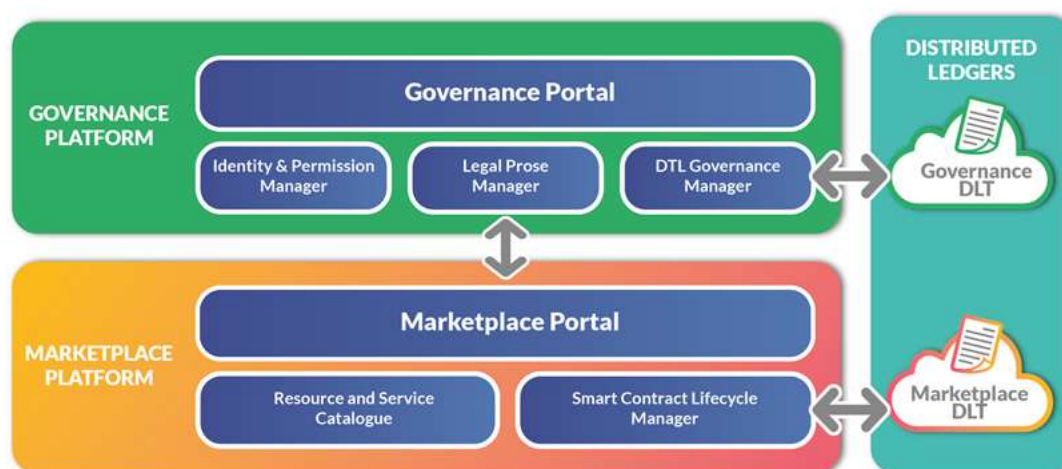 GOVERNANCE
PLATFORM
Governance Portal
Identity & Permission
Manager
Legal Prose
Manager
DTL Governance
Manager
DISTRIBUTED
LEDGERS
Governance
DLT
MARKETPLACE
PLATFORM
Marketplace Portal
Resource and Service
Catalogue
Smart Contract Lifecycle
Manager
Marketplace
DLT